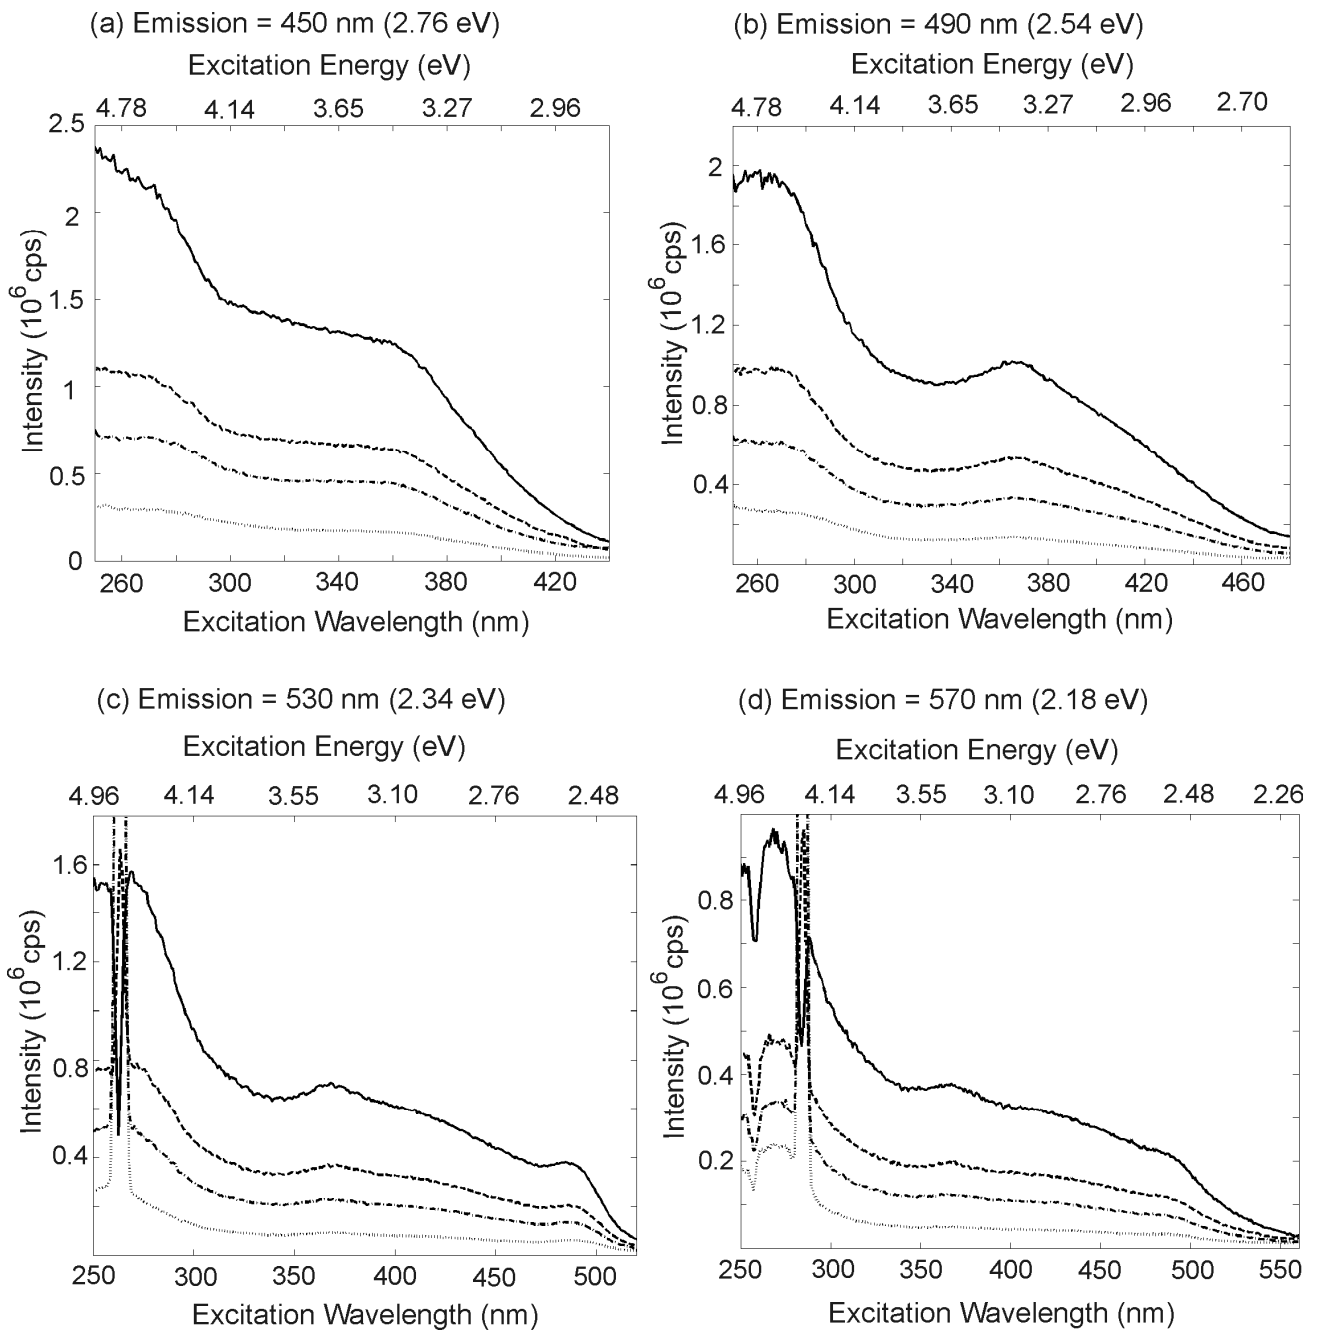 (a) Emission = 450 nm (2.76 eV)
Excitation Energy (eV)
4.78 4.14 3.65 3.27 2.96
2.5
2
1.5
1
0.5
0
Intensity (10^6 cps)
260 300 340 380 420
Excitation Wavelength (nm)
(b) Emission = 490 nm (2.54 eV)
Excitation Energy (eV)
4.78 4.14 3.65 3.27 2.96 2.70
2
1.6
1.2
0.8
0.4
Intensity (10^6 cps)
260 300 340 380 420 460
Excitation Wavelength (nm)
(c) Emission = 530 nm (2.34 eV)
Excitation Energy (eV)
4.96 4.14 3.55 3.10 2.76 2.48
1.6
1.2
0.8
0.4
Intensity (10^6 cps)
250 300 350 400 450 500
Excitation Wavelength (nm)
(d) Emission = 570 nm (2.18 eV)
Excitation Energy (eV)
4.96 4.14 3.55 3.10 2.76 2.48 2.26
0.8
0.6
0.4
0.2
Intensity (10^6 cps)
250 300 350 400 450 500 550
Excitation Wavelength (nm)